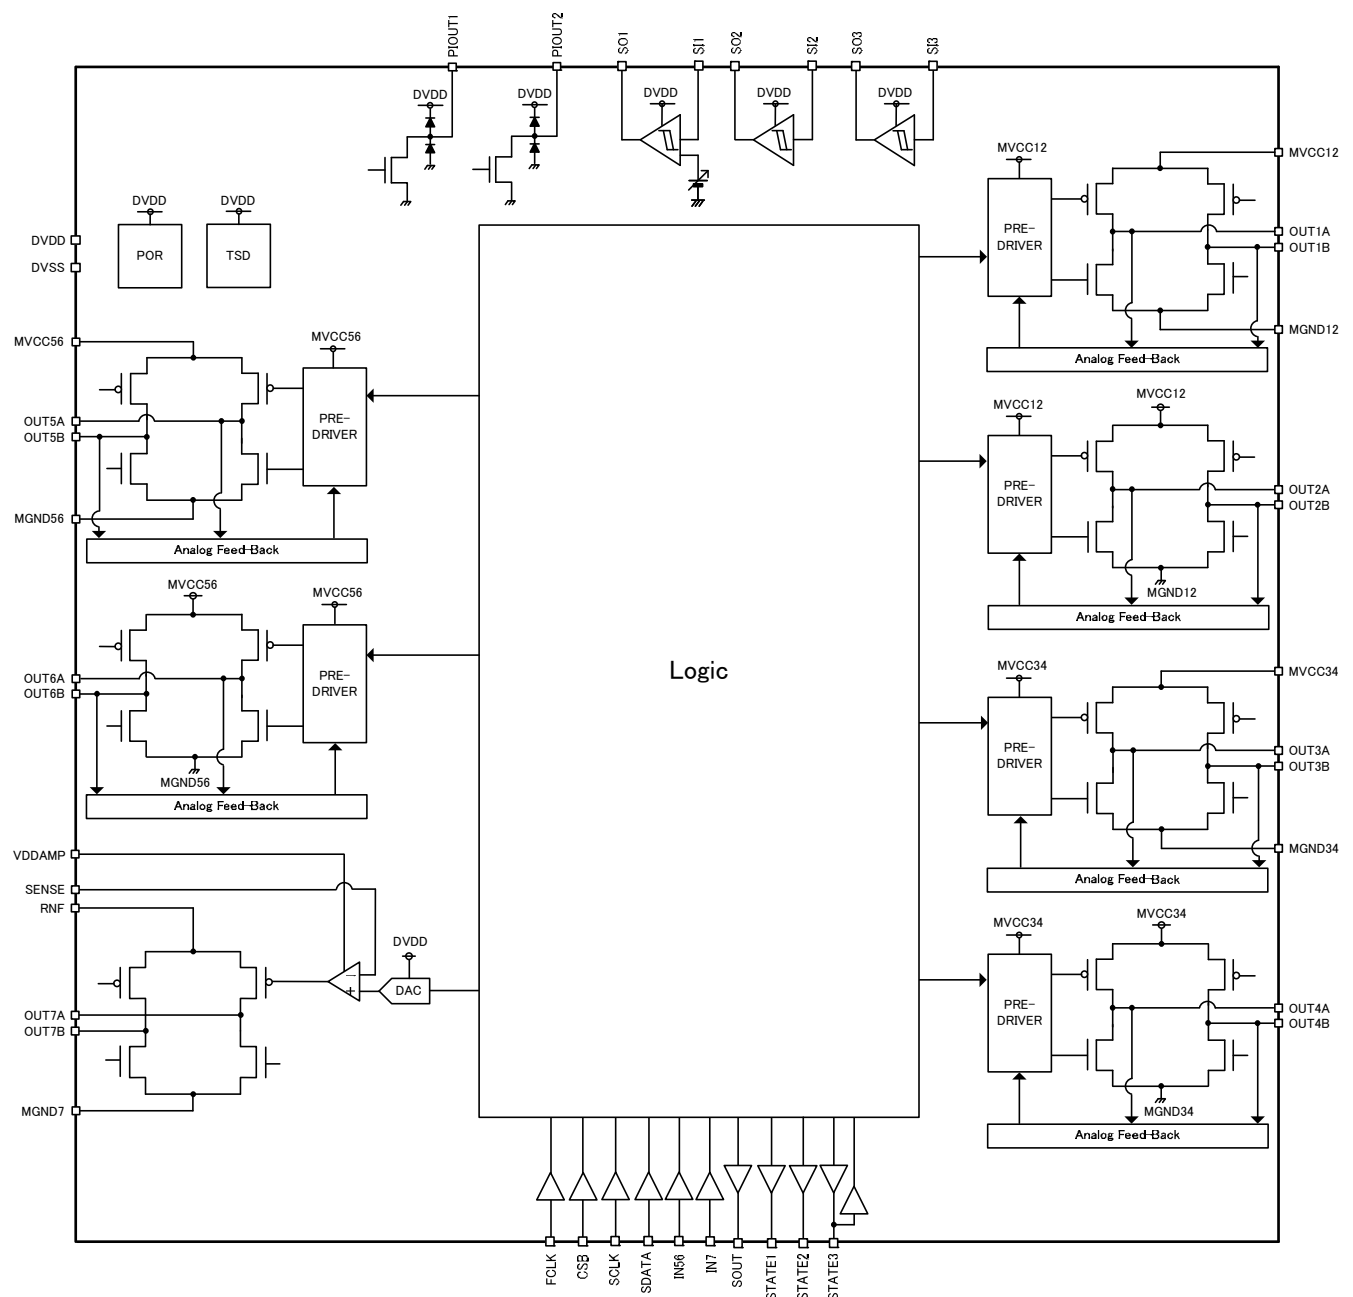 PIOUT1
PIOUT2
SO1
SI1
SO2
SI2
SO3
SI3
DVDD
DVDD
DVDD
DVDD
DVDD
MVCC12
MVCC12
PRE-
DRIVER
OUT1A
OUT1B
MGND12
Analog Feed-Back
DVDD
DVDD
POR
TSD
DVDD
DVSS
MVCC56
MVCC56
PRE-
DRIVER
OUT5A
OUT5B
MGND56
Analog Feed-Back
MVCC12
MVCC12
PRE-
DRIVER
OUT2A
OUT2B
MGND12
Analog Feed-Back
MVCC56
MVCC56
PRE-
DRIVER
OUT6A
OUT6B
MGND56
Analog Feed-Back
Logic
MVCC34
MVCC34
PRE-
DRIVER
OUT3A
OUT3B
MGND34
Analog Feed-Back
VDDAMP
SENSE
RNF
DVDD
DAC
−
+
OUT7A
OUT7B
MGND7
MVCC34
MVCC34
PRE-
DRIVER
OUT4A
OUT4B
MGND34
Analog Feed-Back
FCLK
CSB
SCLK
SDATA
IN56
IN7
SOUT
STATE1
STATE2
STATE3